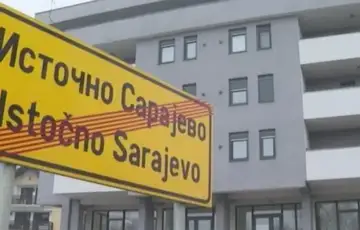 Источно Сарајево
Istočno Sarajevo